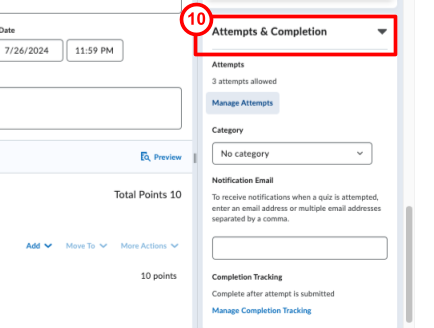 10
Attempts & Completion
Date
7/26/2024 11:59 PM
Attempts
3 attempts allowed
Manage Attempts
Category
No category
Preview
Notification Email
To receive notifications when a quiz is attempted,
enter an email address or multiple email addresses
separated by a comma.
Total Points 10
Add Move To More Actions
10 points
Completion Tracking
Complete after attempt is submitted
Manage Completion Tracking